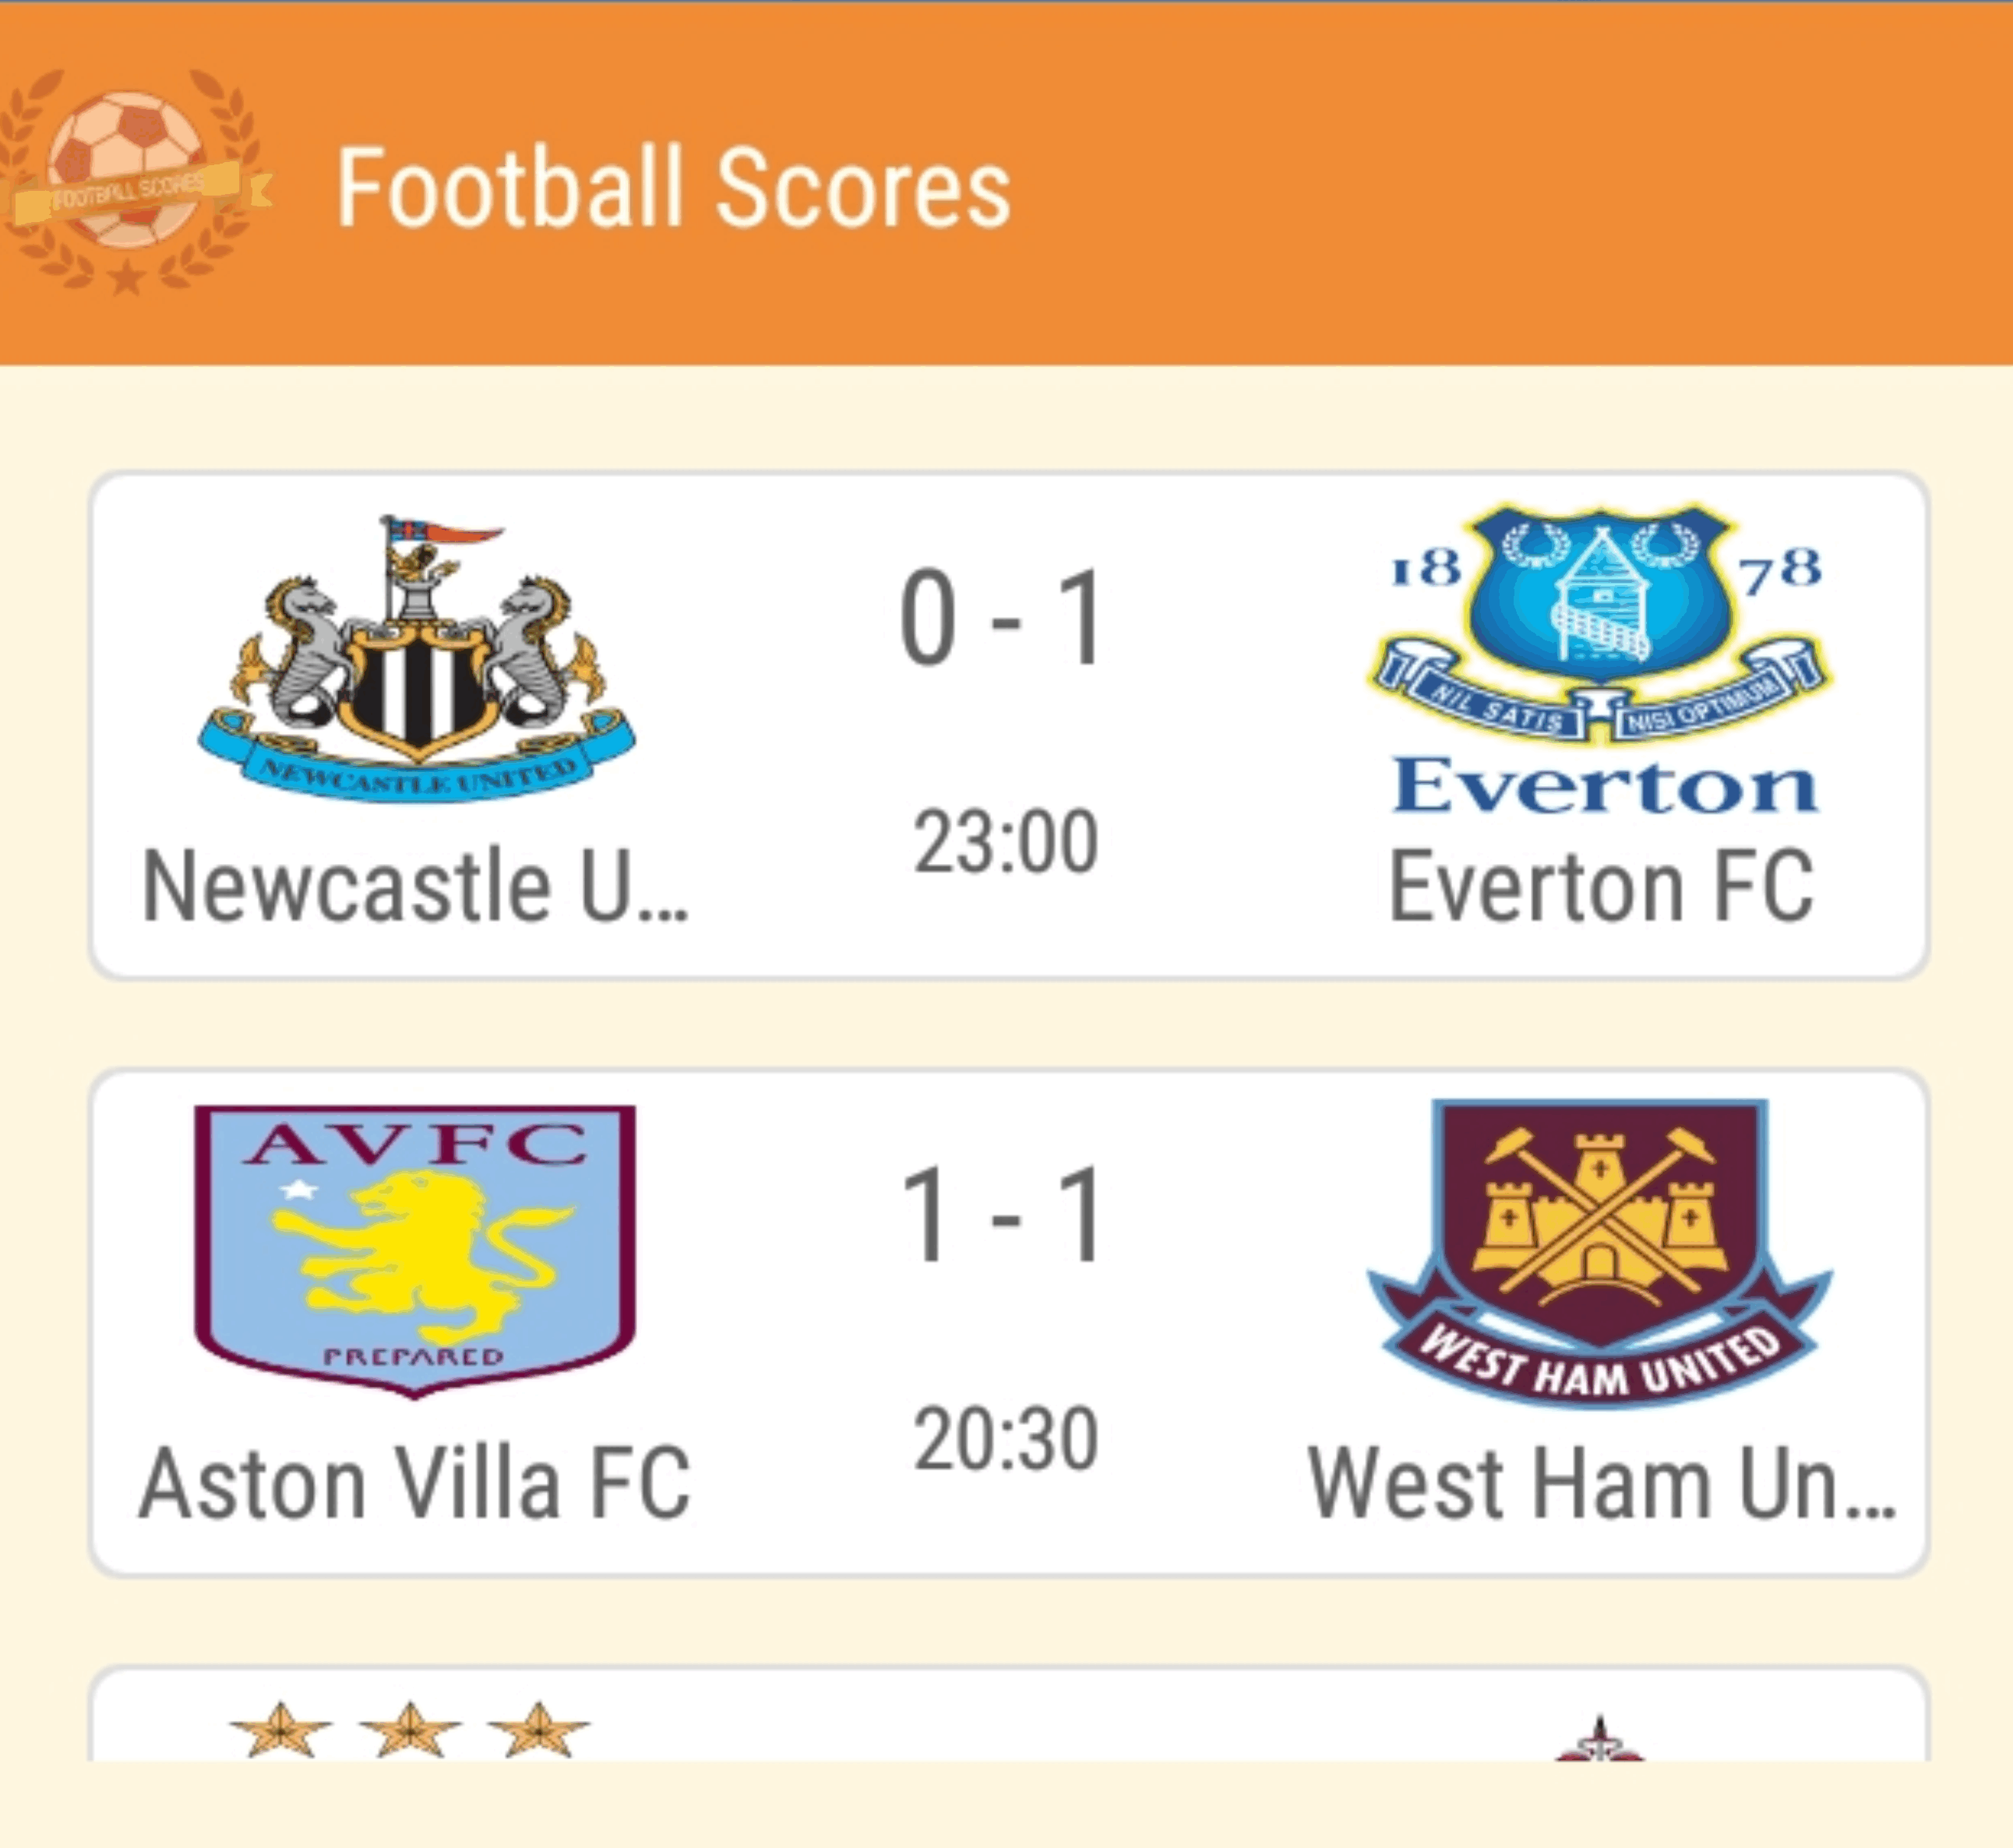 FOOTBALL SCORES
Football Scores
NEWCASTLE UNITED
Newcastle U...
0 - 1
23:00
18 78
NIL SATIS NISI OPTIMUM
Everton
Everton FC
AVFC
PREPARED
Aston Villa FC
1 - 1
20:30
WEST HAM UNITED
West Ham Un...